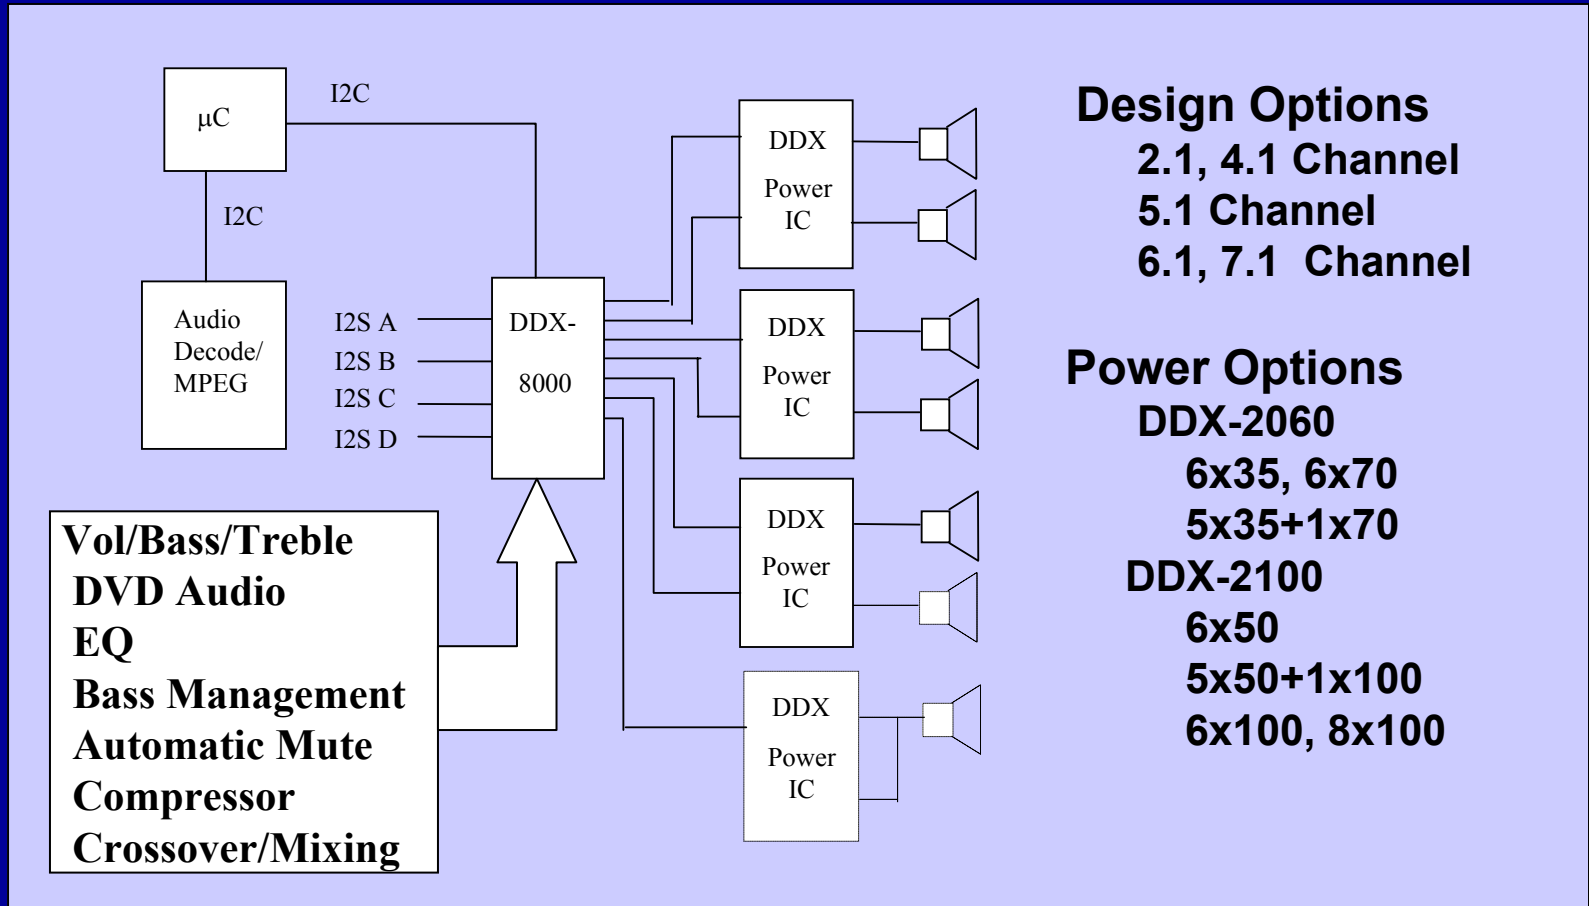 μC
I2C
I2C
Audio
Decode/
MPEG
I2S A
I2S B
I2S C
I2S D
DDX-
8000
DDX
Power
IC
DDX
Power
IC
DDX
Power
IC
DDX
Power
IC
Vol/Bass/Treble
DVD Audio
EQ
Bass Management
Automatic Mute
Compressor
Crossover/Mixing
Design Options
2.1, 4.1 Channel
5.1 Channel
6.1, 7.1 Channel
Power Options
DDX-2060
6x35, 6x70
5x35+1x70
DDX-2100
6x50
5x50+1x100
6x100, 8x100